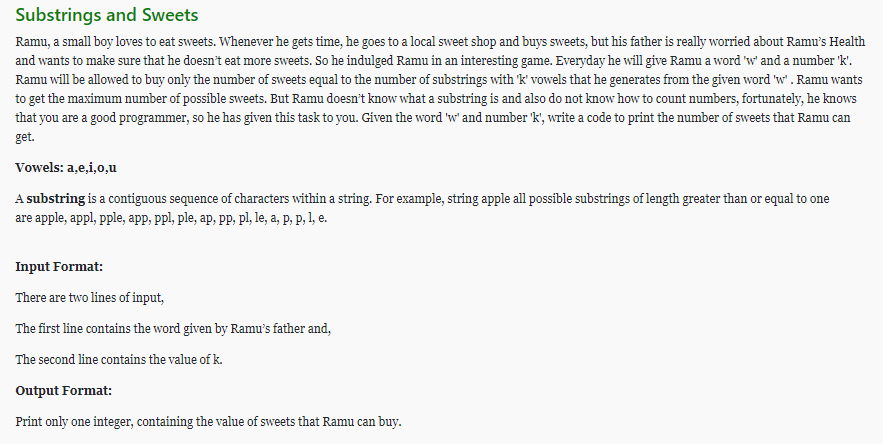 Substrings and Sweets
Ramu, a small boy loves to eat sweets. Whenever he gets time, he goes to a local sweet shop and buys sweets, but his father is really worried about Ramu's Health
and wants to make sure that he doesn't eat more sweets. So he indulged Ramu in an interesting game. Everyday he will give Ramu a word 'w' and a number 'k'.
Ramu will be allowed to buy only the number of sweets equal to the number of substrings with 'k' vowels that he generates from the given word 'w' . Ramu wants
to get the maximum number of possible sweets. But Ramu doesn't know what a substring is and also do not know how to count numbers, fortunately, he knows
that you are a good programmer, so he has given this task to you. Given the word 'w' and number 'k', write a code to print the number of sweets that Ramu can
get.
Vowels: a,e,i,o,u
A substring is a contiguous sequence of characters within a string. For example, string apple all possible substrings of length greater than or equal to one
are apple, appl, pple, app, ppl, ple, ap, pp, pl, le, a, p, p, l, e.
Input Format:
There are two lines of input,
The first line contains the word given by Ramu's father and,
The second line contains the value of k.
Output Format:
Print only one integer, containing the value of sweets that Ramu can buy.